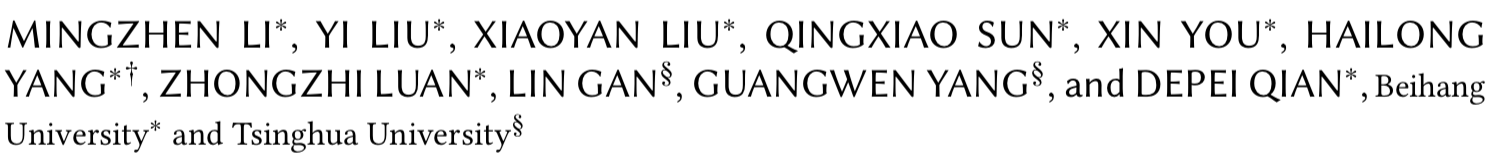 MINGZHEN LI*, YI LIU*, XIAOYAN LIU*, QINGXIAO SUN*, XIN YOU*, HAILONG
YANG*†, ZHONGZHI LUAN*, LIN GAN§, GUANGWEN YANG§, and DEPEI QIAN*, Beihang
University* and Tsinghua University§